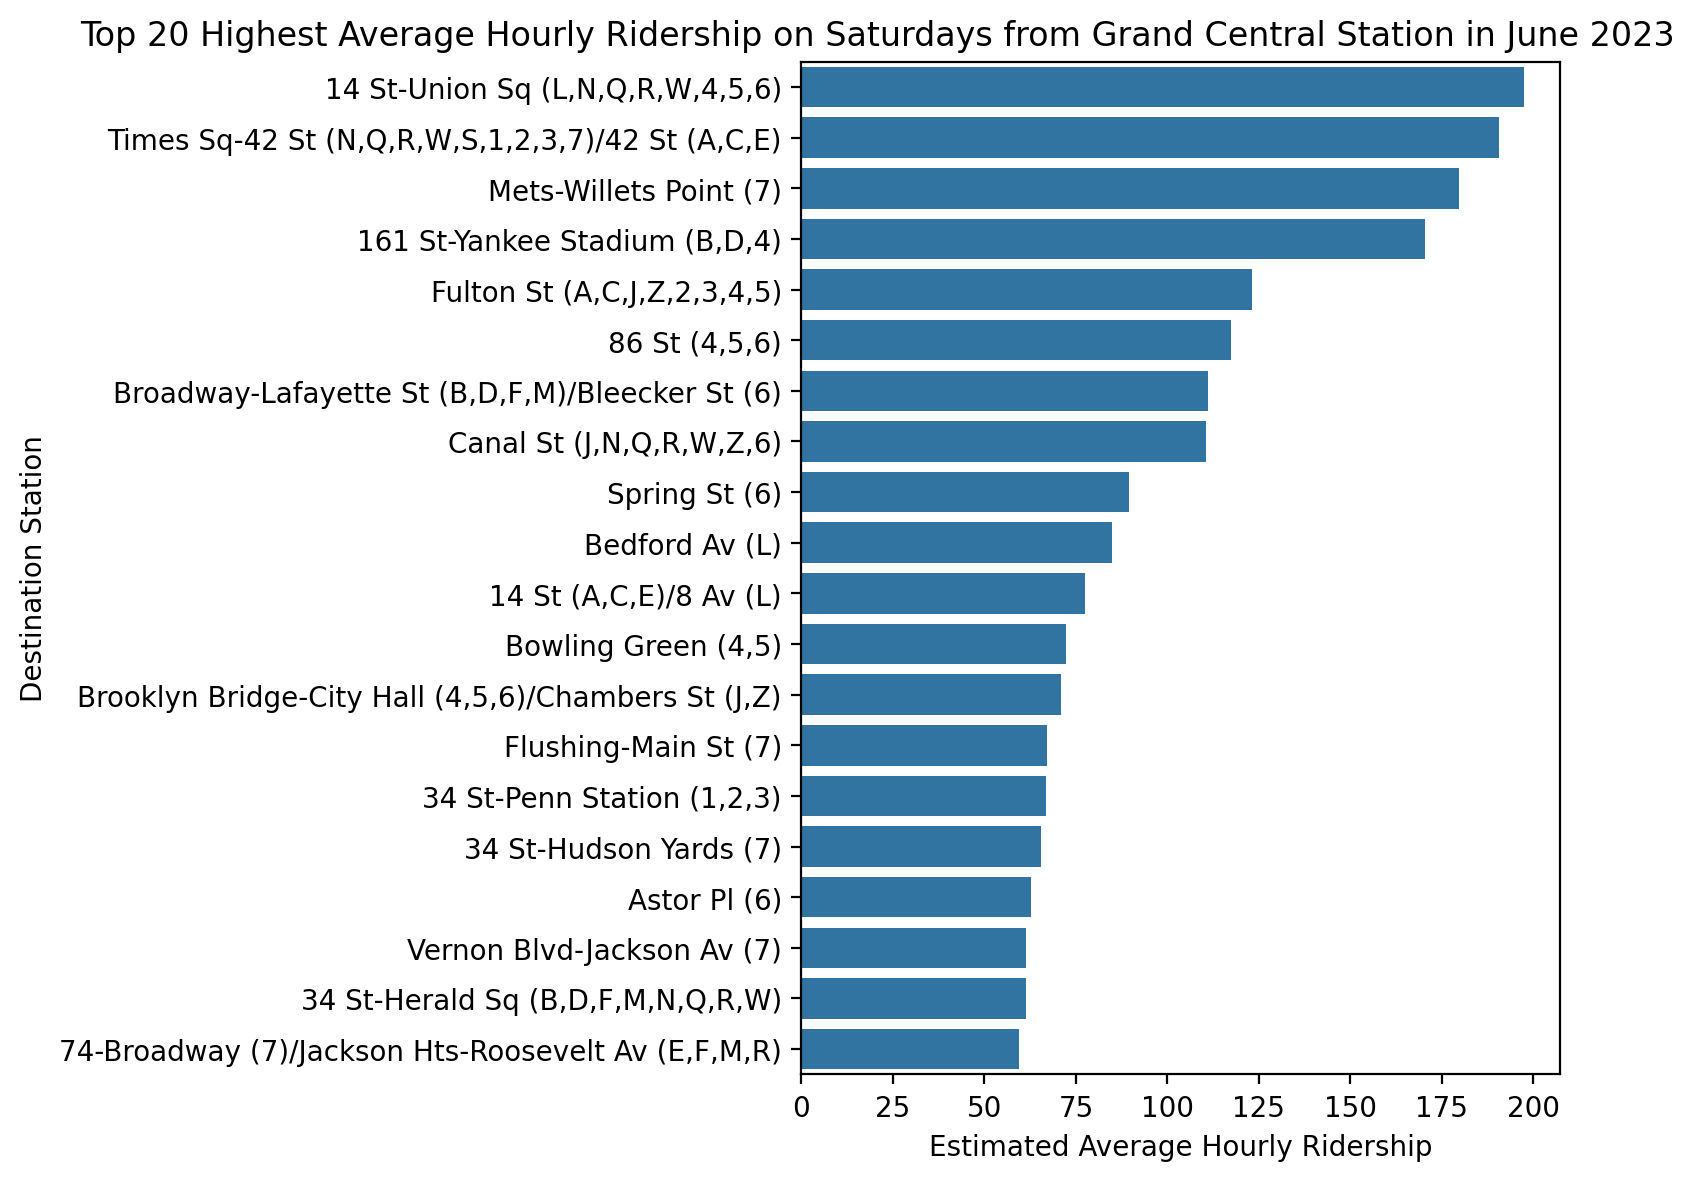 Top 20 Highest Average Hourly Ridership on Saturdays from Grand Central Station in June 2023
14 St-Union Sq (L,N,Q,R,W,4,5,6)
Times Sq-42 St (N,Q,R,W,S,1,2,3,7)/42 St (A,C,E)
Mets-Willets Point (7)
161 St-Yankee Stadium (B,D,4)
Fulton St (A,C,J,Z,2,3,4,5)
86 St (4,5,6)
Broadway-Lafayette St (B,D,F,M)/Bleecker St (6)
Canal St (J,N,Q,R,W,Z,6)
Spring St (6)
Bedford Av (L)
14 St (A,C,E)/8 Av (L)
Bowling Green (4,5)
Brooklyn Bridge-City Hall (4,5,6)/Chambers St (J,Z)
Flushing-Main St (7)
34 St-Penn Station (1,2,3)
34 St-Hudson Yards (7)
Astor Pl (6)
Vernon Blvd-Jackson Av (7)
34 St-Herald Sq (B,D,F,M,N,Q,R,W)
74-Broadway (7)/Jackson Hts-Roosevelt Av (E,F,M,R)
Destination Station
0 25 50 75 100 125 150 175 200
Estimated Average Hourly Ridership